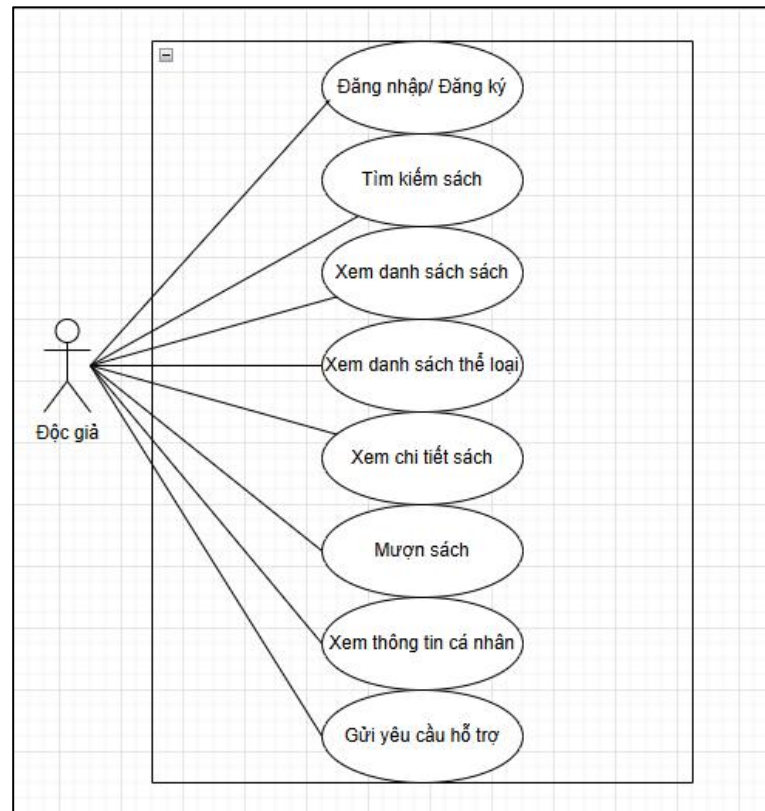 Đăng nhập/ Đăng ký
Tìm kiếm sách
Xem danh sách sách
Xem danh sách thể loại
Độc giả
Xem chi tiết sách
Mượn sách
Xem thông tin cá nhân
Gửi yêu cầu hỗ trợ